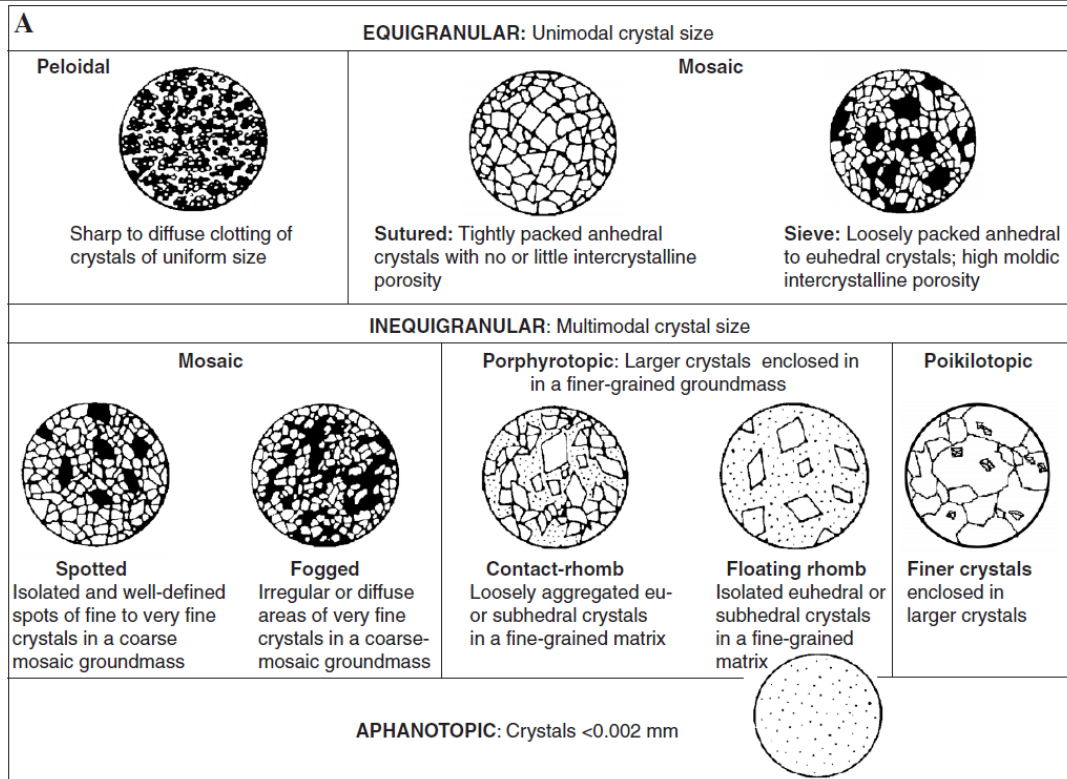 A
EQUIGRANULAR: Unimodal crystal size
Peloidal
Sharp to diffuse clotting of
crystals of uniform size
Mosaic
Sutured: Tightly packed anhedral
crystals with no or little intercrystalline
porosity
Sieve: Loosely packed anhedral
to euhedral crystals; high moldic
intercrystalline porosity
INEQUIGRANULAR: Multimodal crystal size
Mosaic
Spotted
Isolated and well-defined
spots of fine to very fine
crystals in a coarse
mosaic groundmass
Fogged
Irregular or diffuse
areas of very fine
crystals in a coarse-
mosaic groundmass
Porphyrotopic: Larger crystals enclosed in
in a finer-grained groundmass
Contact-rhomb
Loosely aggregated eu-
or subhedral crystals
in a fine-grained matrix
Floating rhomb
Isolated euhedral or
subhedral crystals
in a fine-grained
matrix
Poikilotopic
Finer crystals
enclosed in
larger crystals
APHANOTOPIC: Crystals <0.002 mm